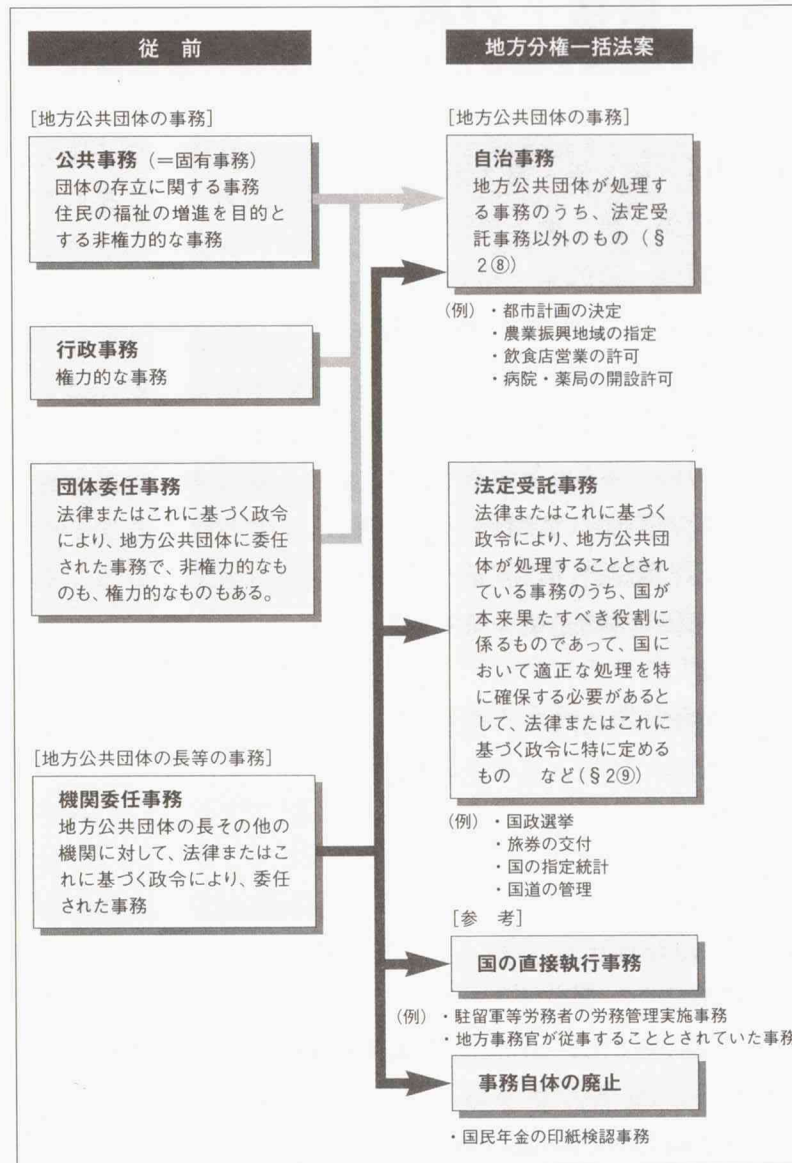 従 前
[地方公共団体の事務]
公共事務（＝固有事務）
団体の存立に関する事務
住民の福祉の増進を目的と
する非権力的な事務
行政事務
権力的な事務
団体委任事務
法律またはこれに基づく政令
により、地方公共団体に委任
された事務で、非権力的なも
のも、権力的なものもある。
[地方公共団体の長等の事務]
機関委任事務
地方公共団体の長その他の
機関に対して、法律またはこ
れに基づく政令により、委任
された事務
地方分権一括法案
[地方公共団体の事務]
自治事務
地方公共団体が処理す
る事務のうち、法定受
託事務以外のもの（§
2⑧）
（例）・都市計画の決定
・農業振興地域の指定
・飲食店営業の許可
・病院・薬局の開設許可
法定受託事務
法律またはこれに基づく
政令により、地方公共団
体が処理することとされ
ている事務のうち、国が
本来果たすべき役割に
係るものであって、国に
おいて適正な処理を特
に確保する必要があると
して、法律またはこれに
基づく政令に特に定める
もの　など（§2⑨）
（例）・国政選挙
・旅券の交付
・国の指定統計
・国道の管理
[参　考]
国の直接執行事務
（例）・駐留軍等労務者の労務管理実施事務
・地方事務官が従事することとされていた事務
事務自体の廃止
・国民年金の印紙検認事務